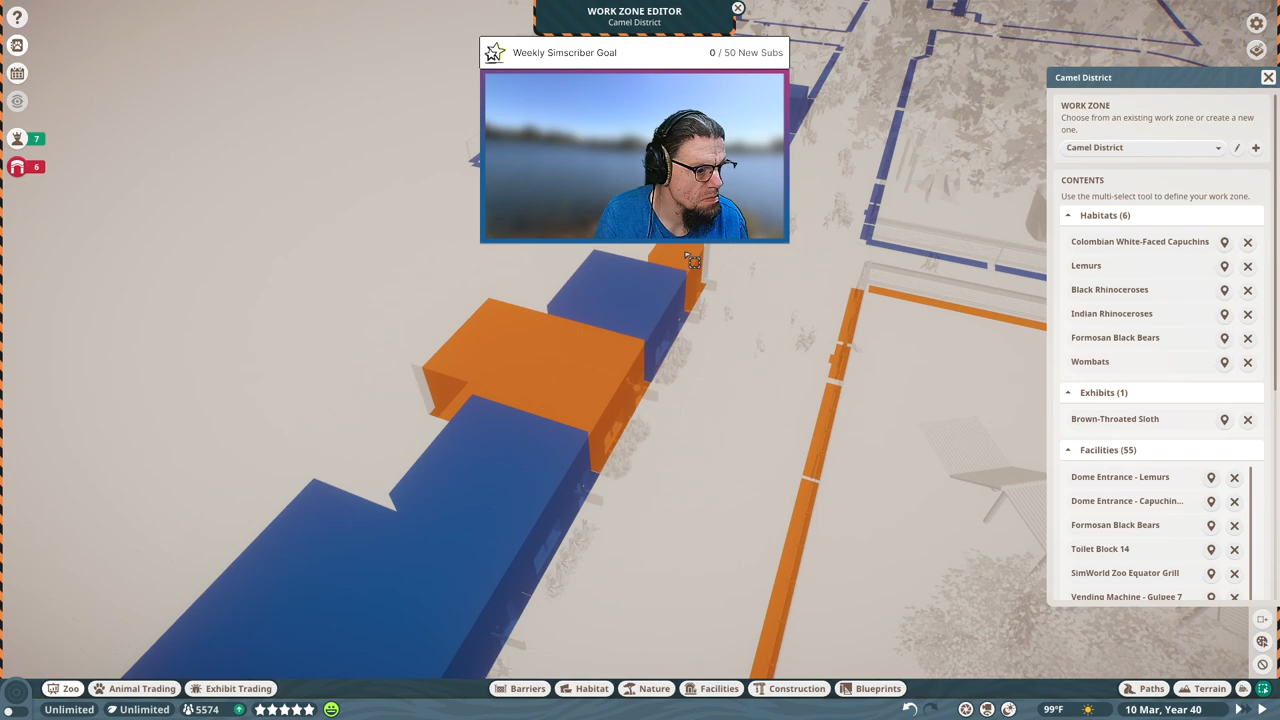 WORK ZONE EDITOR
Camel District
Weekly Simscriber Goal
0 / 50 New Subs
7
6
Camel District
WORK ZONE
Choose from an existing work zone or create a new
one.
Camel District
CONTENTS
Use the multi-select tool to define your work zone.
Habitats (6)
Colombian White-Faced Capuchins
Lemurs
Black Rhinoceroses
Indian Rhinoceroses
Formosan Black Bears
Wombats
Exhibits (1)
Brown-Throated Sloth
Facilities (55)
Dome Entrance - Lemurs
Dome Entrance - Capuchin...
Formosan Black Bears
Toilet Block 14
SimWorld Zoo Equator Grill
Vending Machine - Gulpee 7
Zoo
Animal Trading
Exhibit Trading
Barriers
Habitat
Nature
Facilities
Construction
Blueprints
Paths
Terrain
Unlimited
Unlimited
5574
99°F
10 Mar, Year 40